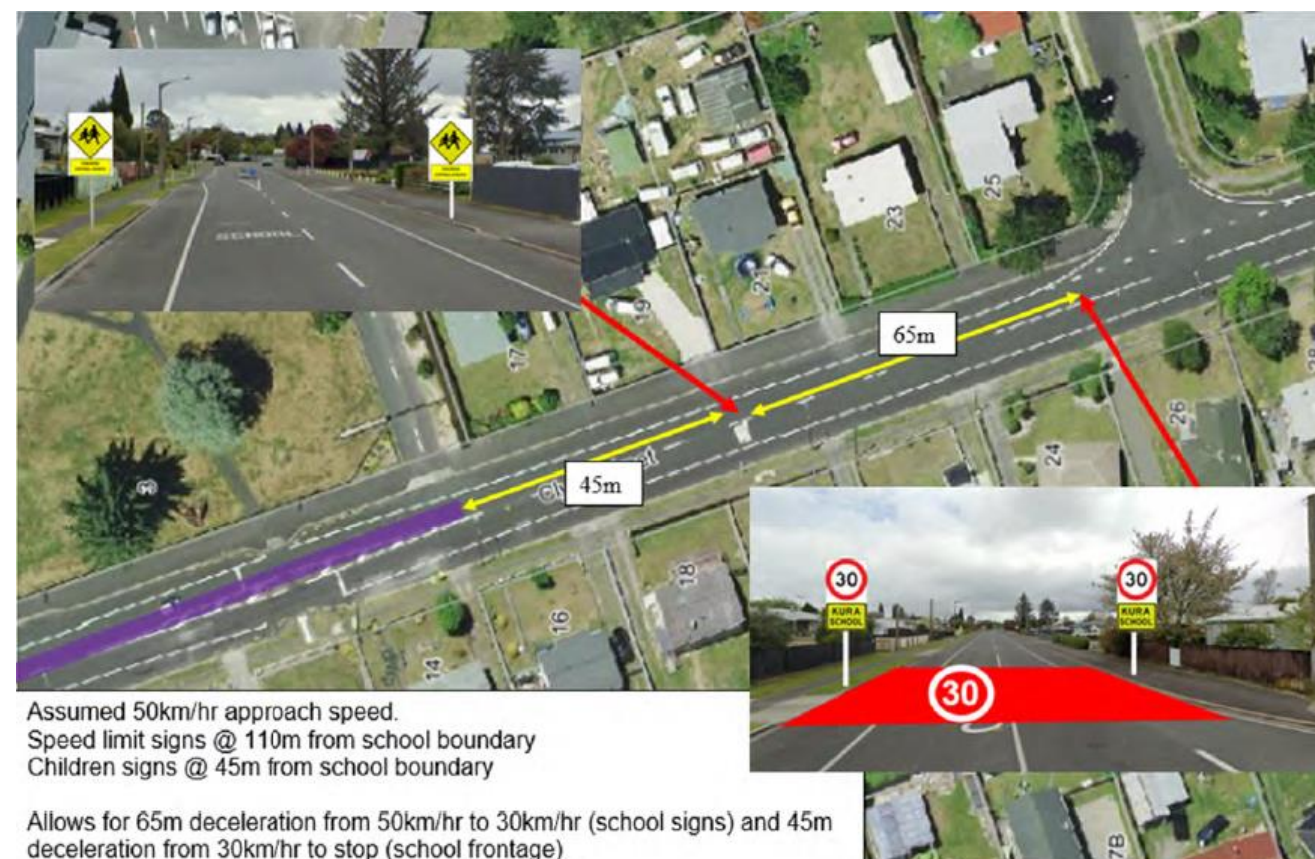 SCHOOL
19
21
23
25
65m
17
45m
3
24
26
18
16
14
30
KURA
SCHOOL
30
KURA
SCHOOL
30
7B
Assumed 50km/hr approach speed.
Speed limit signs @ 110m from school boundary
Children signs @ 45m from school boundary
Allows for 65m deceleration from 50km/hr to 30km/hr (school signs) and 45m
deceleration from 30km/hr to stop (school frontage)